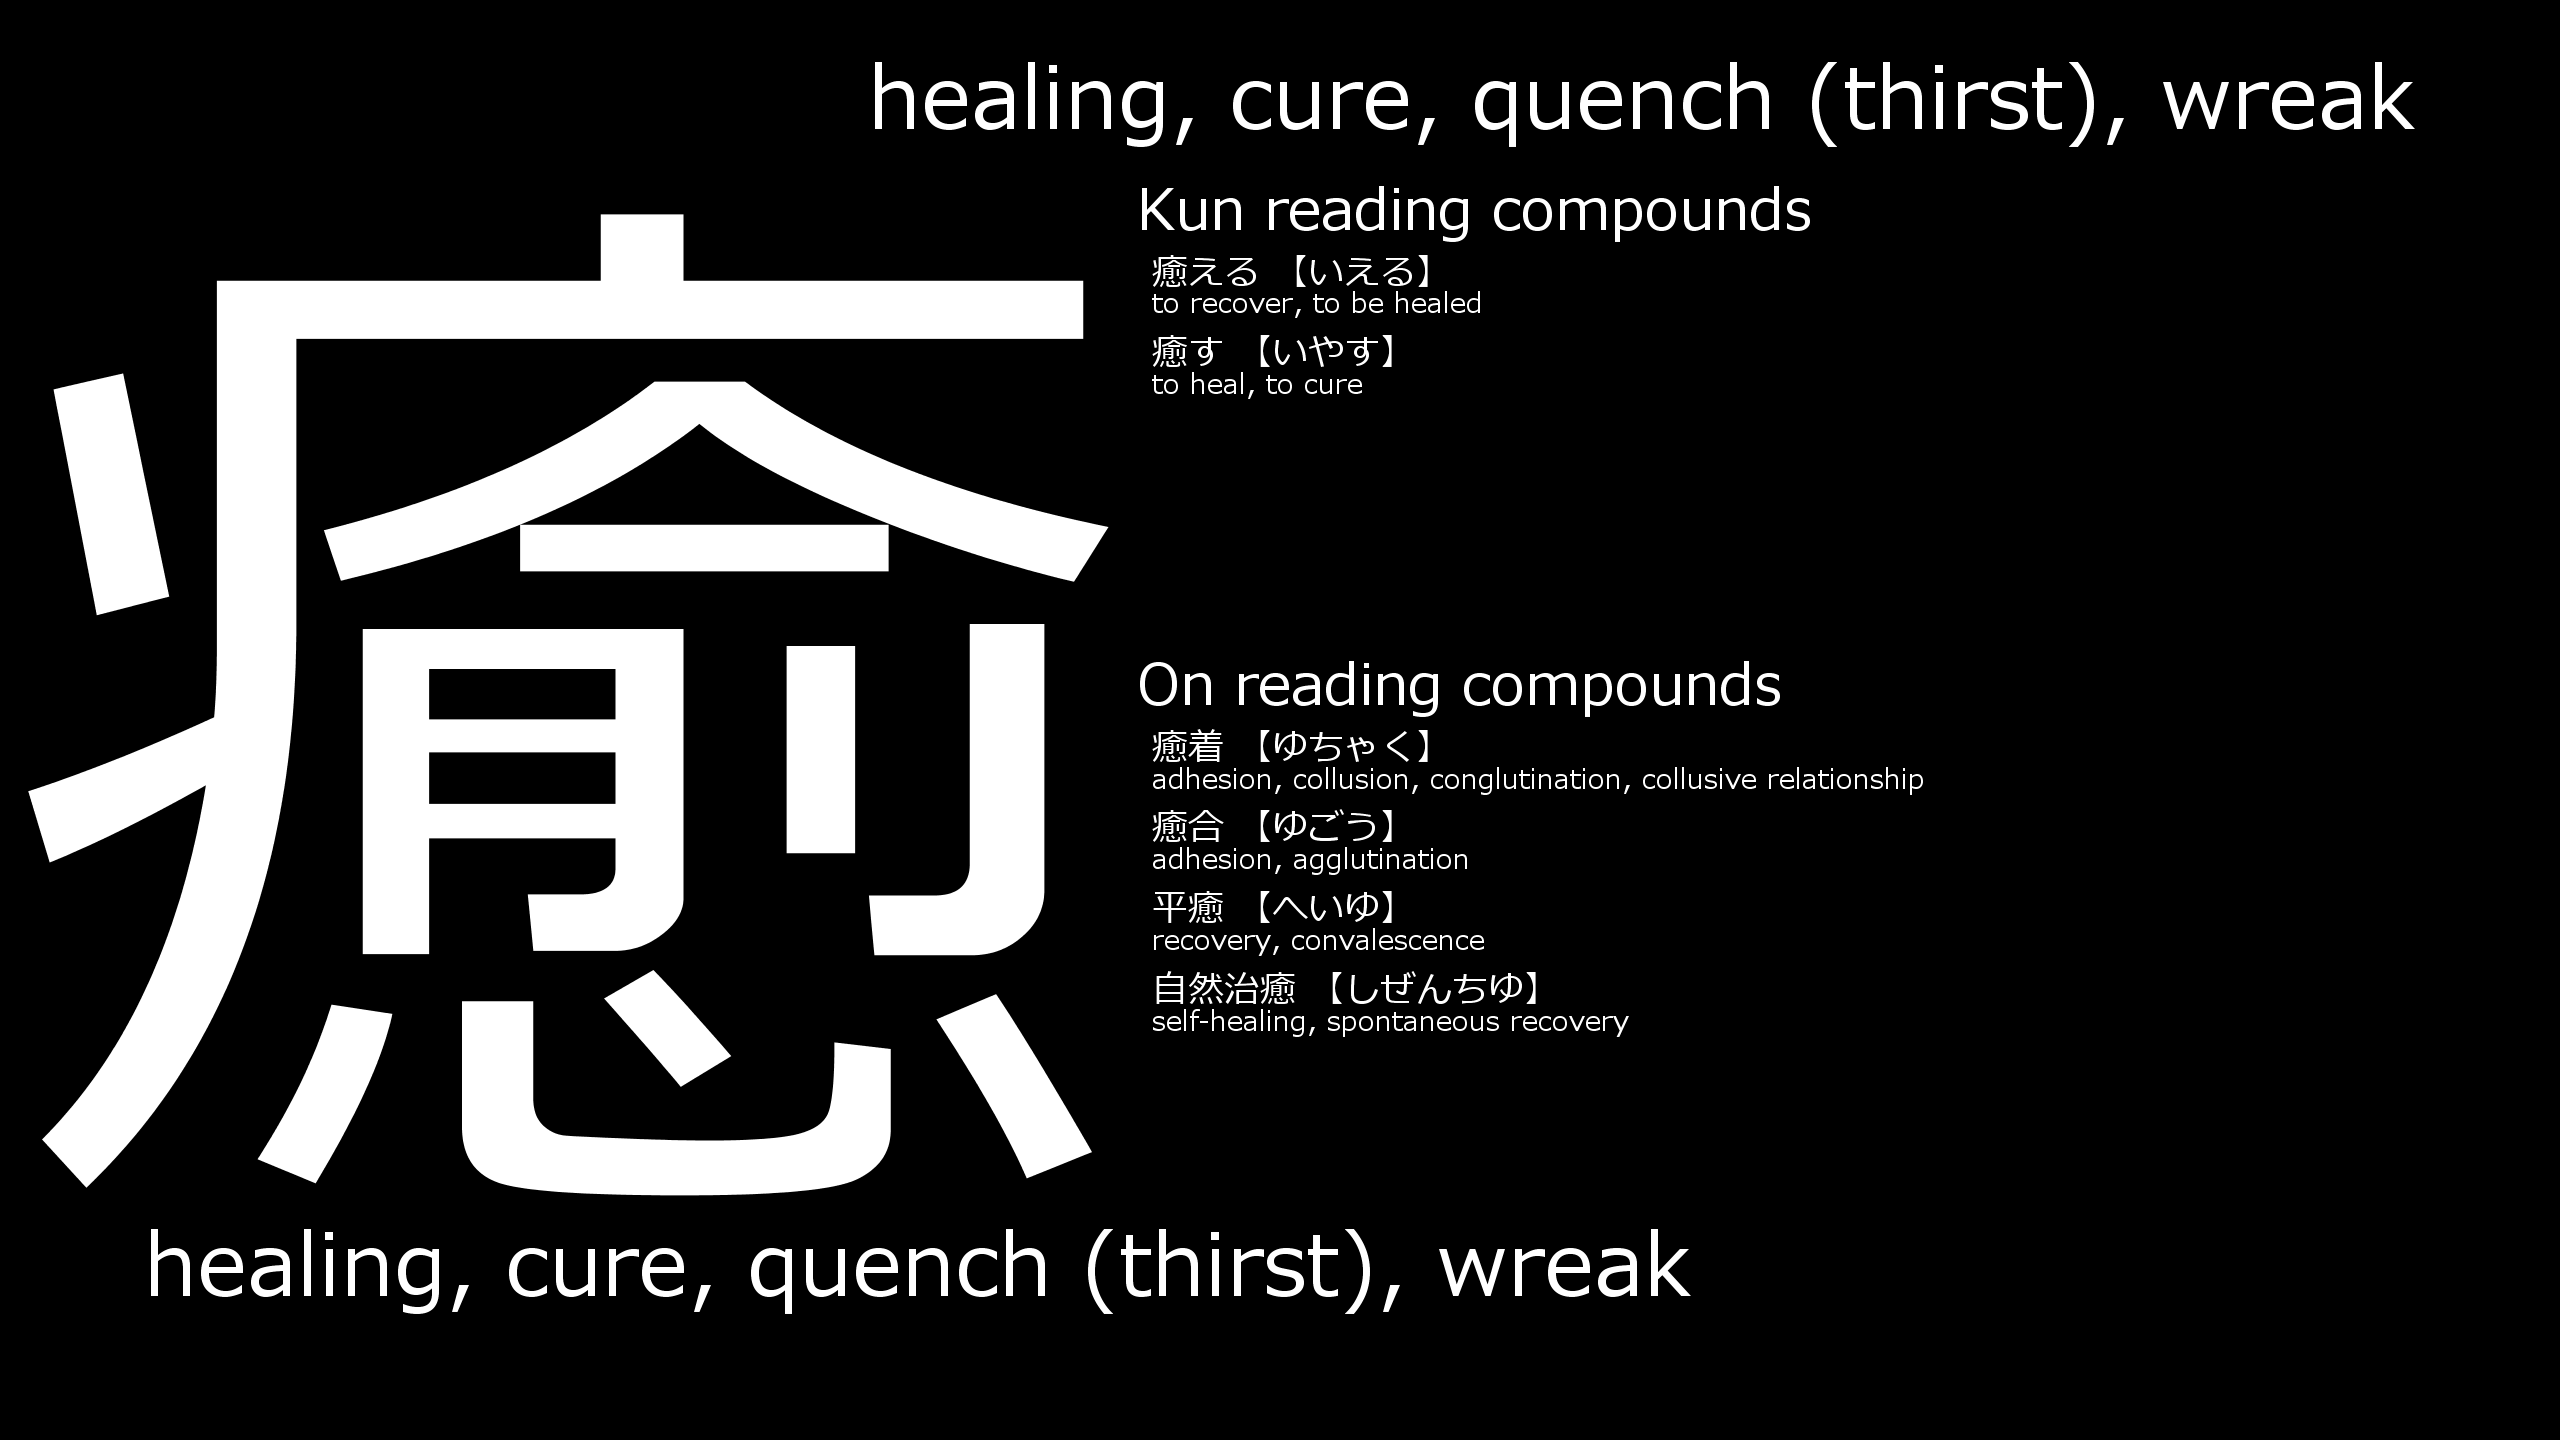 healing, cure, quench (thirst), wreak
癒
Kun reading compounds
癒える 【いえる】
to recover, to be healed
癒す 【いやす】
to heal, to cure
On reading compounds
癒着 【ゆちゃく】
adhesion, collusion, conglutination, collusive relationship
癒合 【ゆごう】
adhesion, agglutination
平癒 【へいゆ】
recovery, convalescence
自然治癒 【しぜんちゆ】
self-healing, spontaneous recovery
healing, cure, quench (thirst), wreak